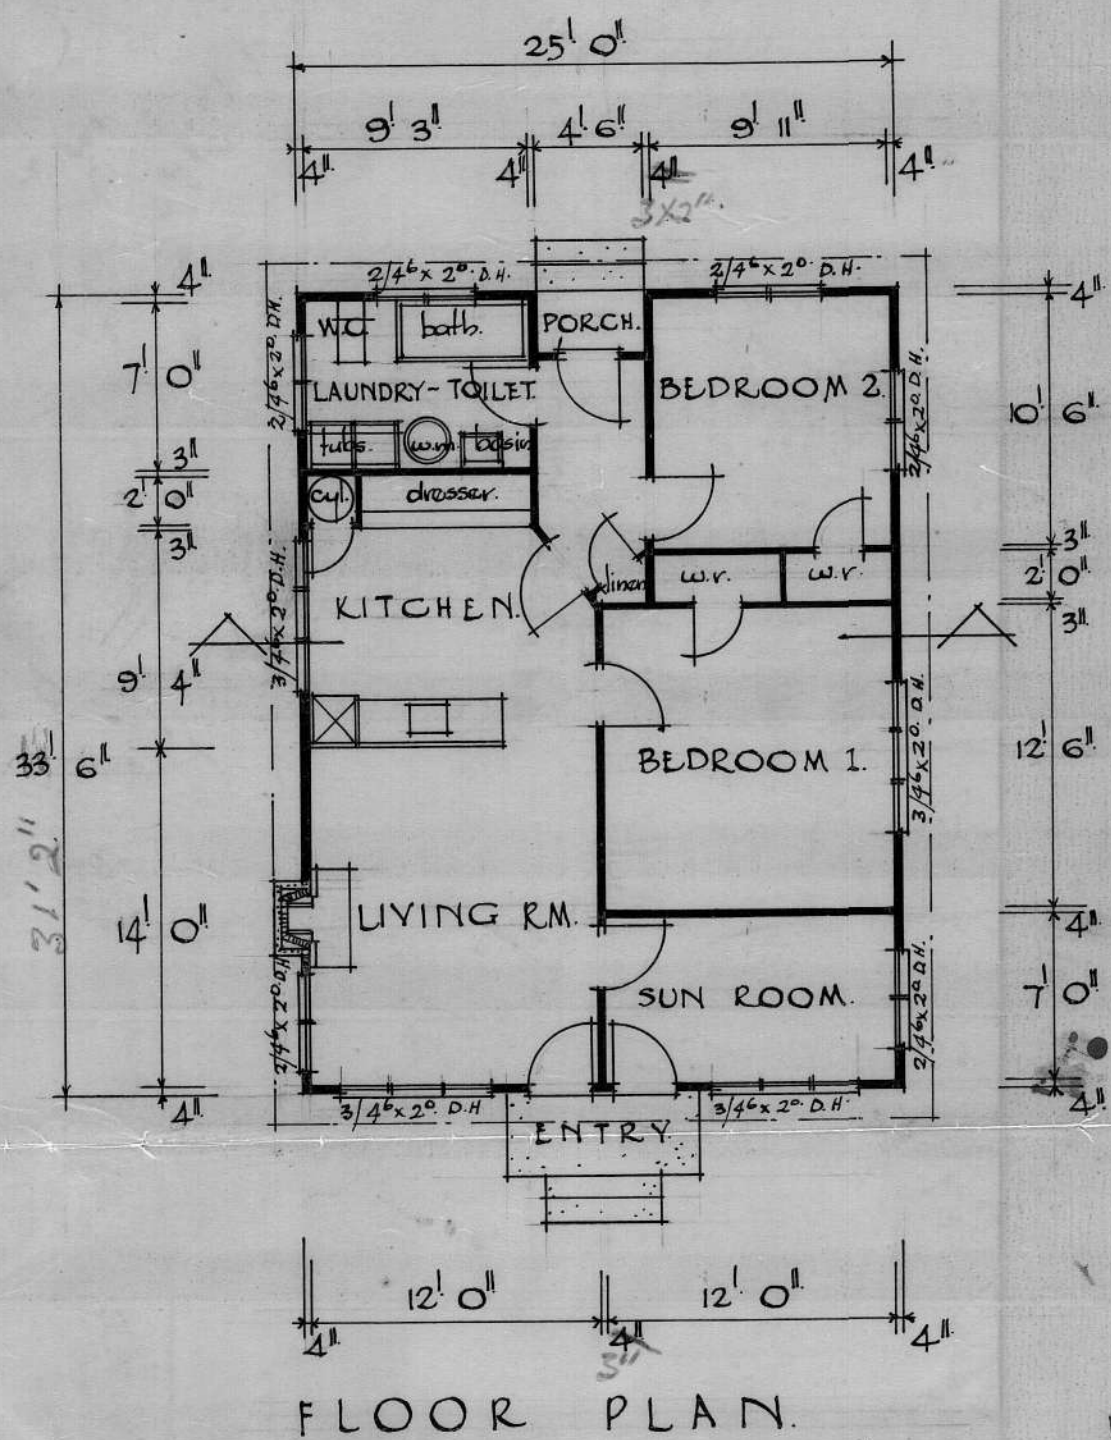 25' 0"
9' 3" 4' 6" 9' 11"
4" 4" 4" 4"
3x2"
2/4⁶ x 2⁰ D.H. 2/4⁶ x 2⁰ D.H.
4" 4"
W.C. bath. PORCH.
2/4⁶ x 2⁰ D.H.
7' 0"
LAUNDRY-TOILET. BEDROOM 2.
2/4⁶ x 2⁰ D.H.
10' 6"
tubs. w.m. basin
3"
2' 0"
cyl. dresser.
3" 3"
linen w.r. w.r.
2' 0"
KITCHEN.
3/4⁶ x 2⁰ D.H.
3"
9' 4"
3/4⁶ x 2⁰ D.H.
33' 6"
BEDROOM 1.
12' 6"
31' 2"
14' 0"
LIVING RM.
4"
2/4⁶ x 2⁰ D.H.
SUN ROOM.
2/4⁶ x 2⁰ D.H.
7' 0"
4" 4"
3/4⁶ x 2⁰ D.H 3/4⁶ x 2⁰ D.H
ENTRY.
12' 0" 12' 0"
4" 4" 4"
3"
FLOOR PLAN.